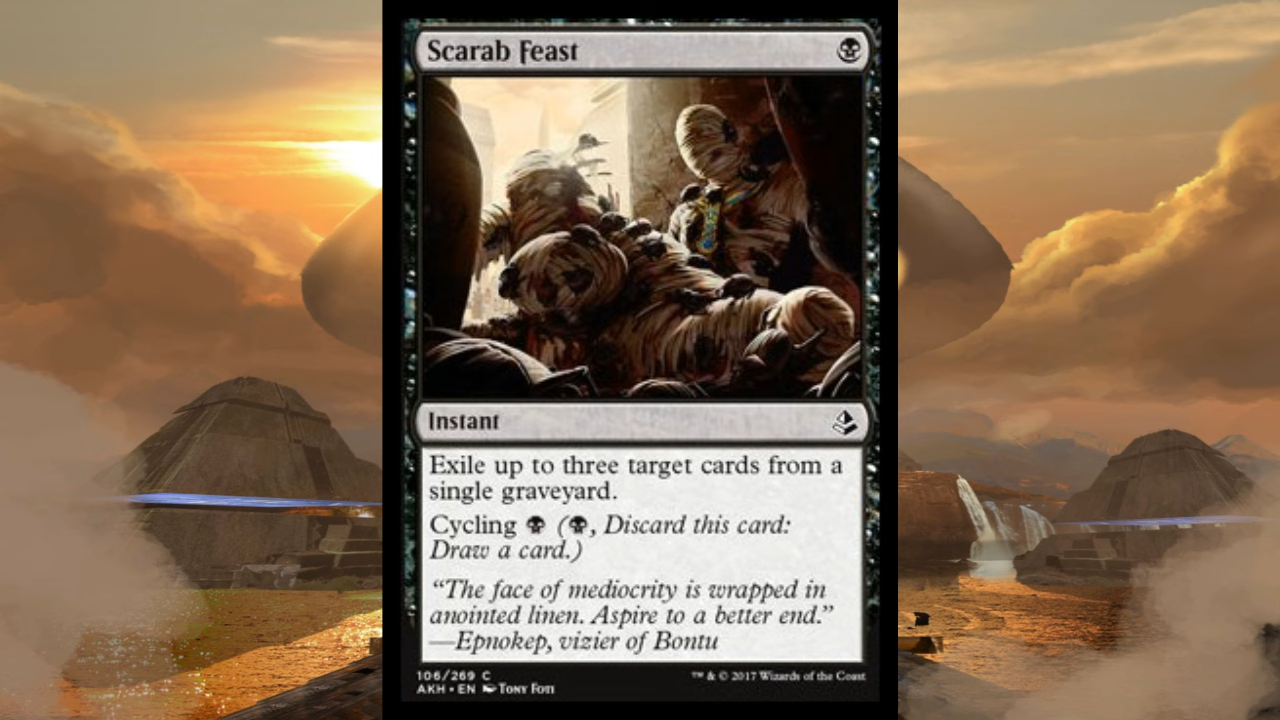 Scarab Feast
Instant
Exile up to three target cards from a
single graveyard.
Cycling (, Discard this card:
Draw a card.)
“The face of mediocrity is wrapped in
anointed linen. Aspire to a better end.”
—Epnokep, vizier of Bontu
106/269 C
™ & © 2017 Wizards of the Coast
AKH • EN Tony Foti